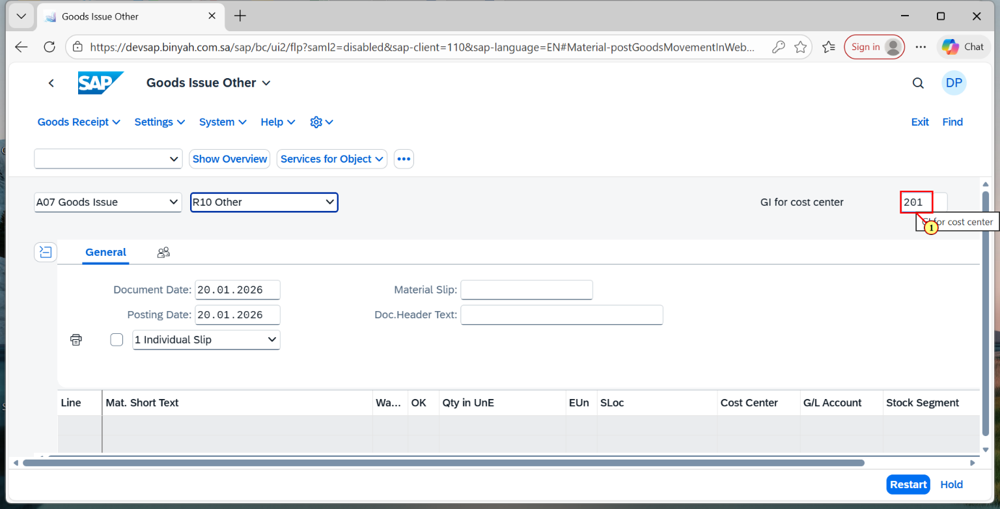 Goods Issue Other
https://devsap.binyah.com.sa/sap/bc/ui2/flp?saml2=disabled&sap-client=110&sap-language=EN#Material-postGoodsMovementInWeb...
Sign in
Chat
SAP
Goods Issue Other
DP
Goods Receipt
Settings
System
Help
Exit
Find
Show Overview
Services for Object
A07 Goods Issue
R10 Other
GI for cost center
201
GI for cost center
1
General
Document Date: 20.01.2026
Material Slip:
Posting Date: 20.01.2026
Doc.Header Text:
1 Individual Slip
Line Mat. Short Text Wa... OK Qty in UnE EUn SLoc Cost Center G/L Account Stock Segment
Restart
Hold